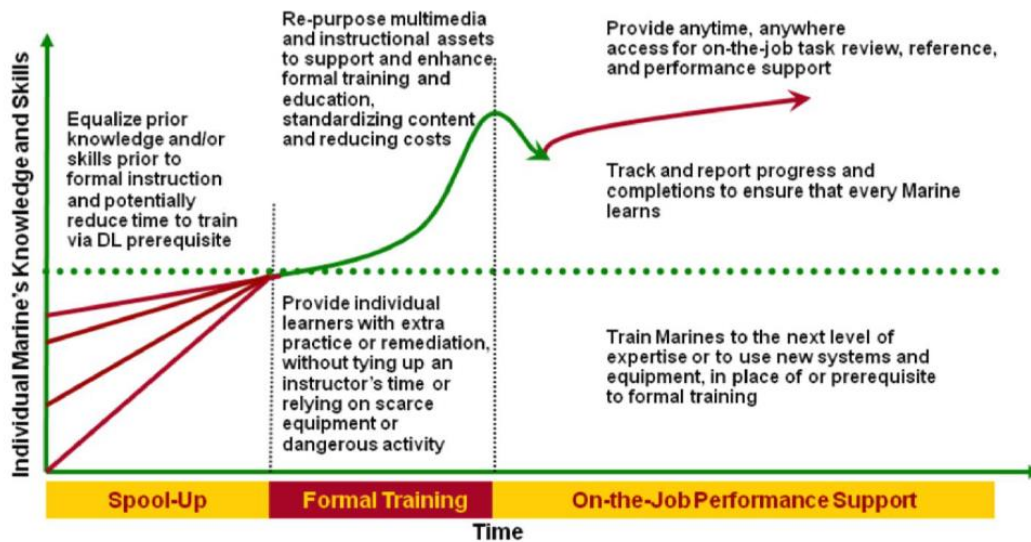 Individual Marine's Knowledge and Skills
Equalize prior
knowledge and/or
skills prior to
formal instruction
and potentially
reduce time to train
via DL prerequisite
Re-purpose multimedia
and instructional assets
to support and enhance
formal training and
education,
standardizing content
and reducing costs
Provide anytime, anywhere
access for on-the-job task review, reference,
and performance support
Track and report progress and
completions to ensure that every Marine
learns
Provide individual
learners with extra
practice or remediation,
without tying up an
instructor's time or
relying on scarce
equipment or
dangerous activity
Train Marines to the next level of
expertise or to use new systems and
equipment, in place of or prerequisite
to formal training
Spool-Up
Formal Training
On-the-Job Performance Support
Time